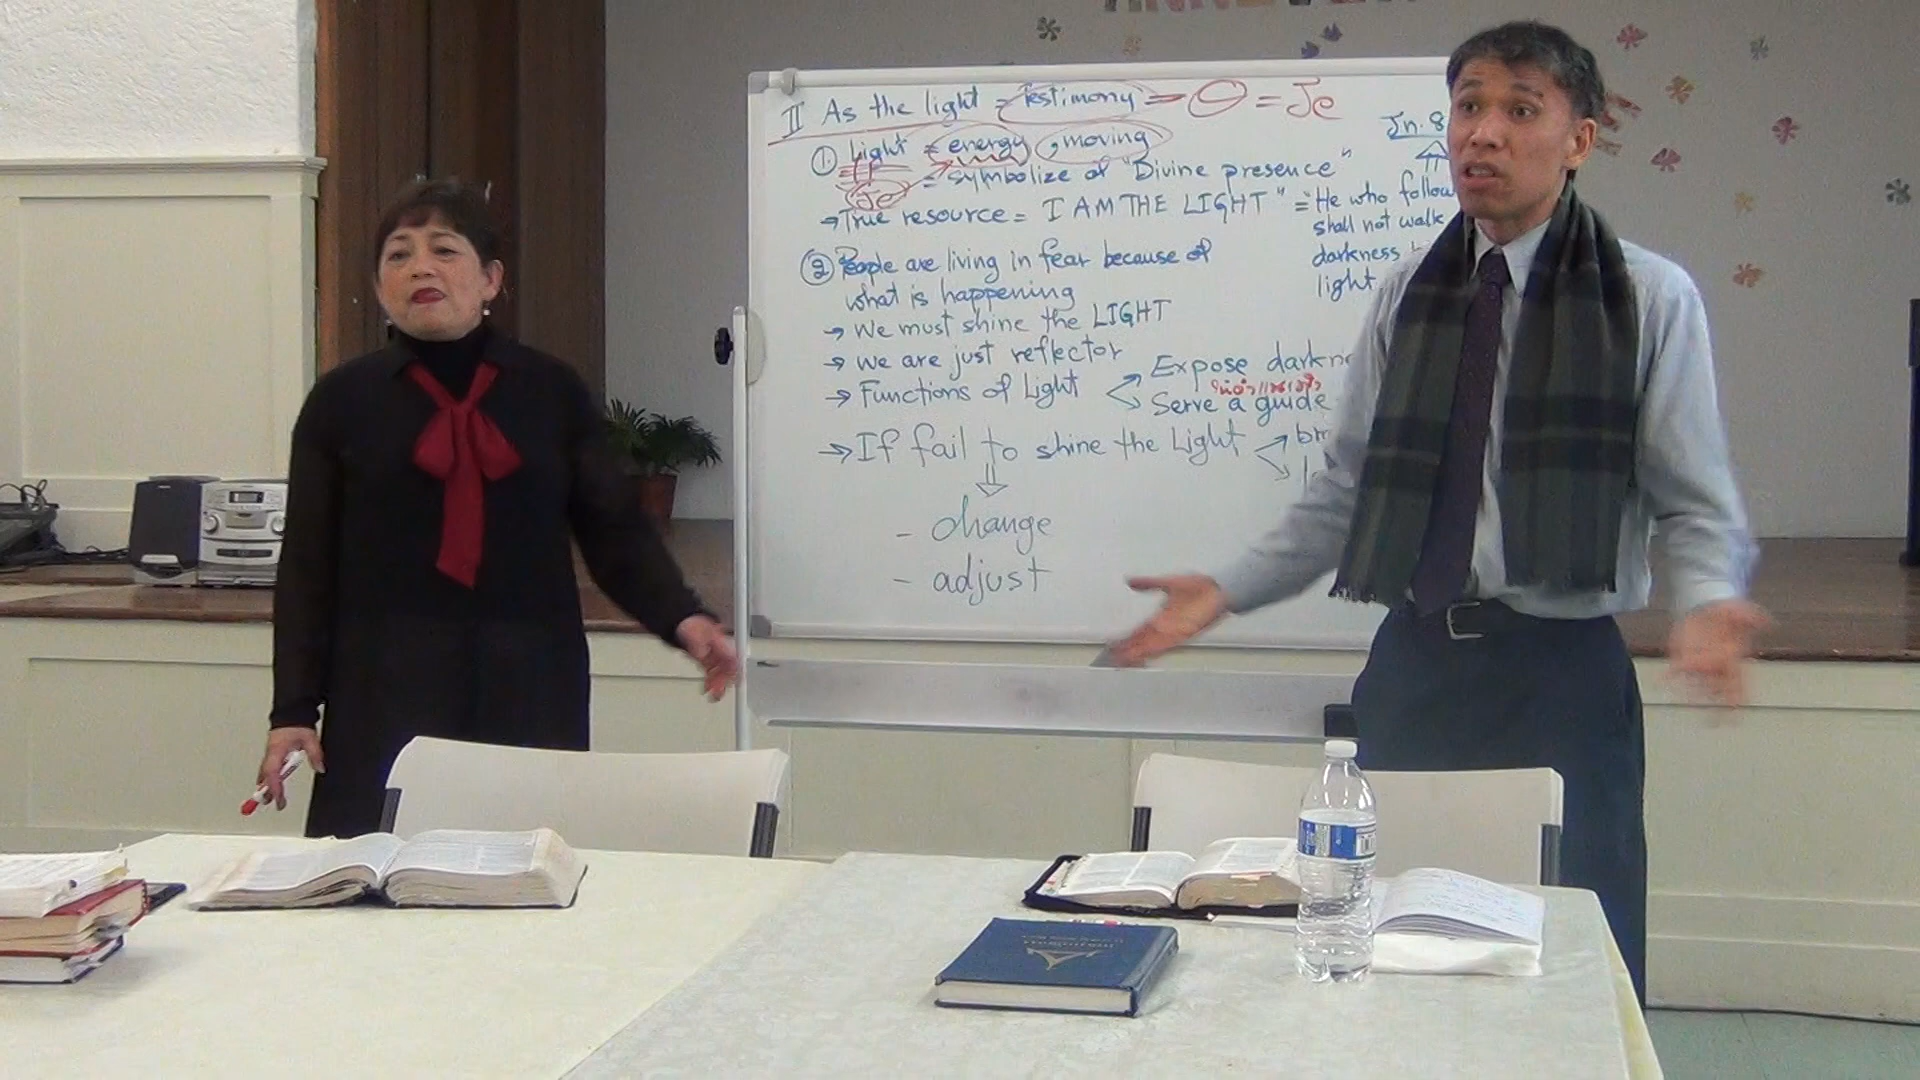 II As the light = Testimony → = Je
Jn. 8
① Light = energy, moving
Je = symbolize of "Divine presence"
→ True resource = I AM THE LIGHT" = He who follow
shall not walk
darkness
light
② People are living in fear because of
what is happening
→ We must shine the LIGHT
→ we are just reflector
→ Functions of Light
Expose darkne
Serve a guide
→ If fail to shine the Light
⇓
- change
- adjust